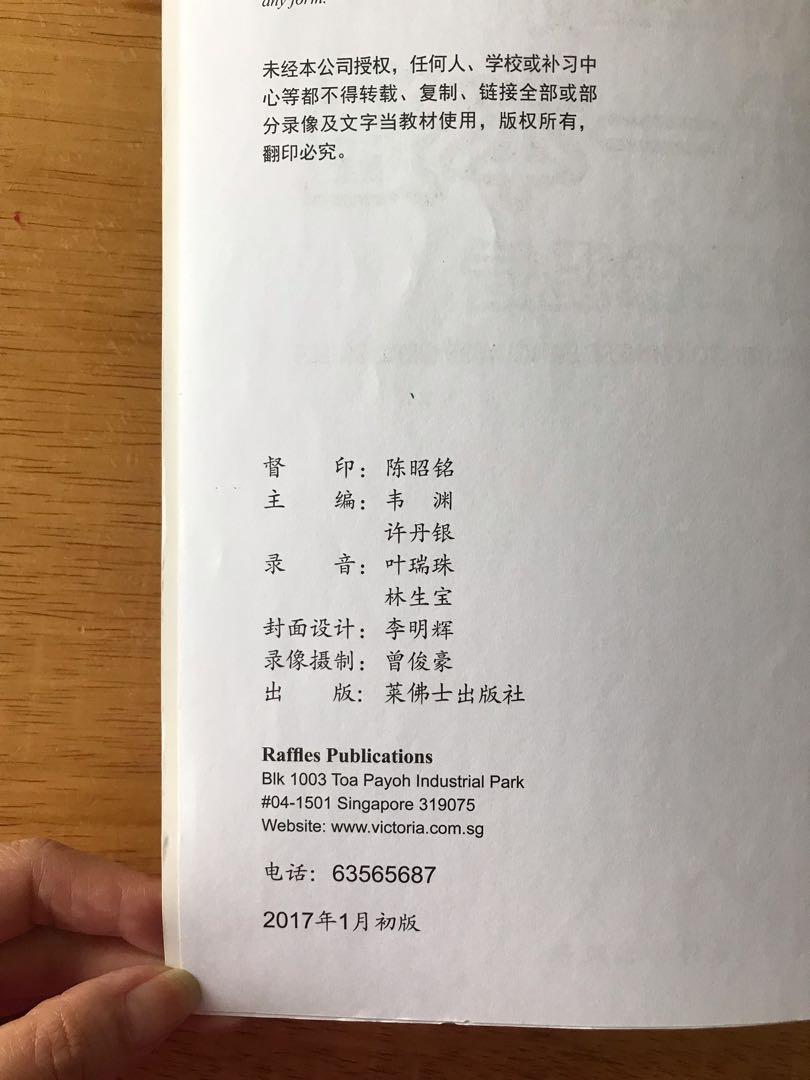 any form.
未经本公司授权，任何人、学校或补习中
心等都不得转载、复制、链接全部或部
分录像及文字当教材使用，版权所有，
翻印必究。
督 印：陈昭铭
主 编：韦 渊
许丹银
录 音：叶瑞珠
林生宝
封面设计：李明辉
录像摄制：曾俊豪
出 版：莱佛士出版社
Raffles Publications
Blk 1003 Toa Payoh Industrial Park
#04-1501 Singapore 319075
Website: www.victoria.com.sg
电话：63565687
2017年1月初版